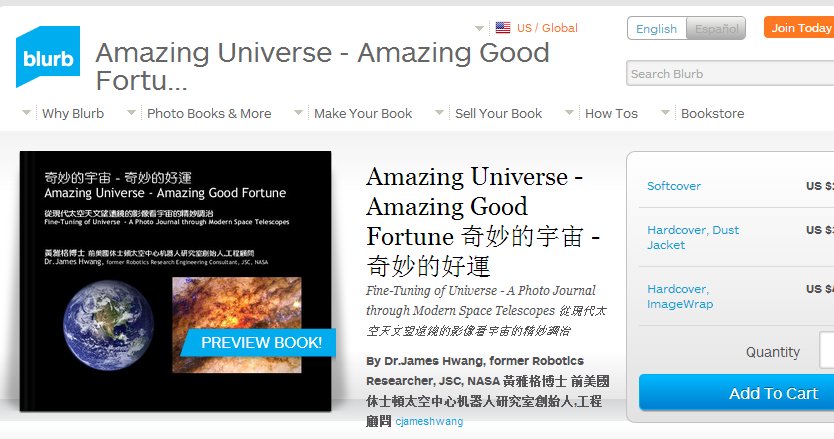 US / Global
English
Español
Join Today
blurb
Amazing Universe - Amazing Good
Fortu...
Search Blurb
Why Blurb
Photo Books & More
Make Your Book
Sell Your Book
How Tos
Bookstore
奇妙的宇宙 - 奇妙的好運
Amazing Universe - Amazing Good Fortune
從現代太空天文望遠鏡的影像看宇宙的精妙調治
Fine-Tuning of Universe - A Photo Journal through Modern Space Telescopes
黃雅格博士 前美國休士頓太空中心机器人研究室創始人,工程顧問
Dr.James Hwang, former Robotics Research Engineering Consultant, JSC, NASA
PREVIEW BOOK!
Amazing Universe -
Amazing Good
Fortune 奇妙的宇宙 -
奇妙的好運
Fine-Tuning of Universe - A Photo Journal
through Modern Space Telescopes 從現代太
空天文望遠鏡的影像看宇宙的精妙調治
By Dr.James Hwang, former Robotics
Researcher, JSC, NASA 黃雅格博士 前美國
休士頓太空中心机器人研究室創始人,工程
顧問 cjameshwang
Softcover
US
Hardcover, Dust
Jacket
US
Hardcover,
ImageWrap
US
Quantity
Add To Cart